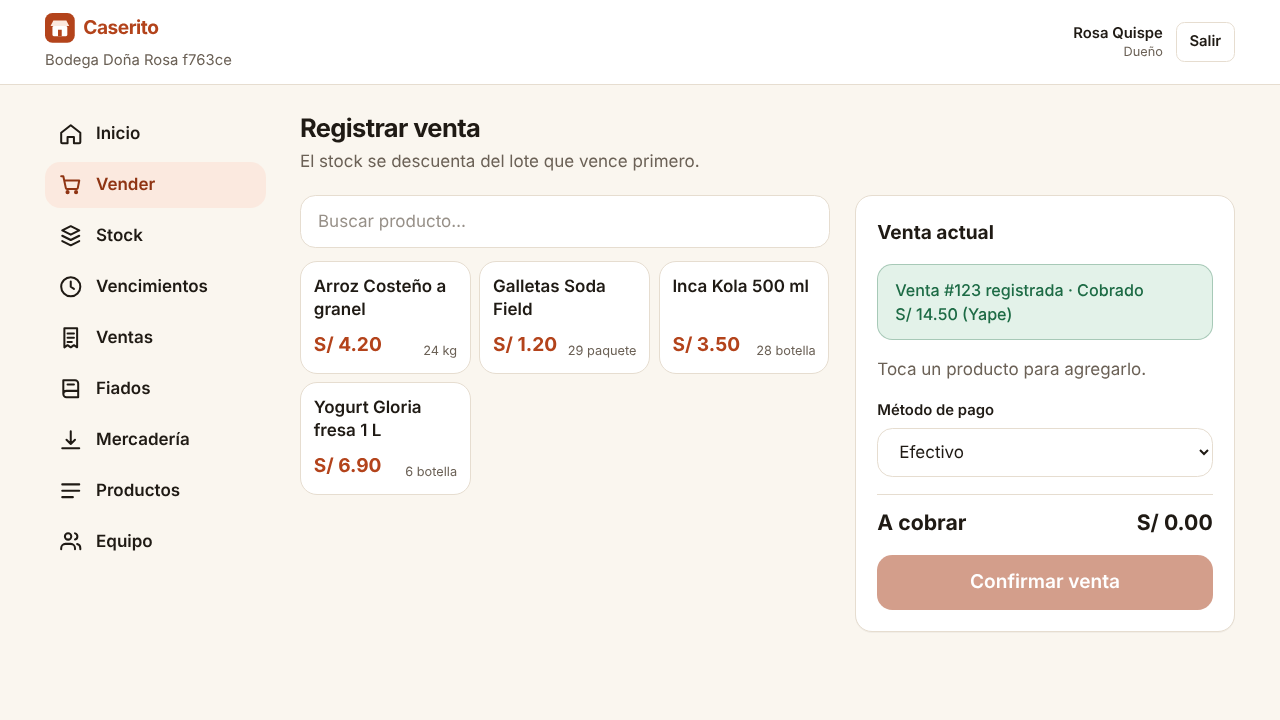 Caserito
Bodega Doña Rosa f763ce
Rosa Quispe
Dueño
Salir
Inicio
Vender
Stock
Vencimientos
Ventas
Fiados
Mercadería
Productos
Equipo
Registrar venta
El stock se descuenta del lote que vence primero.
Buscar producto...
Arroz Costeño a
granel
S/ 4.20
24 kg
Galletas Soda
Field
S/ 1.20
29 paquete
Inca Kola 500 ml
S/ 3.50
28 botella
Yogurt Gloria
fresa 1 L
S/ 6.90
6 botella
Venta actual
Venta #123 registrada · Cobrado
S/ 14.50 (Yape)
Toca un producto para agregarlo.
Método de pago
Efectivo
A cobrar
S/ 0.00
Confirmar venta